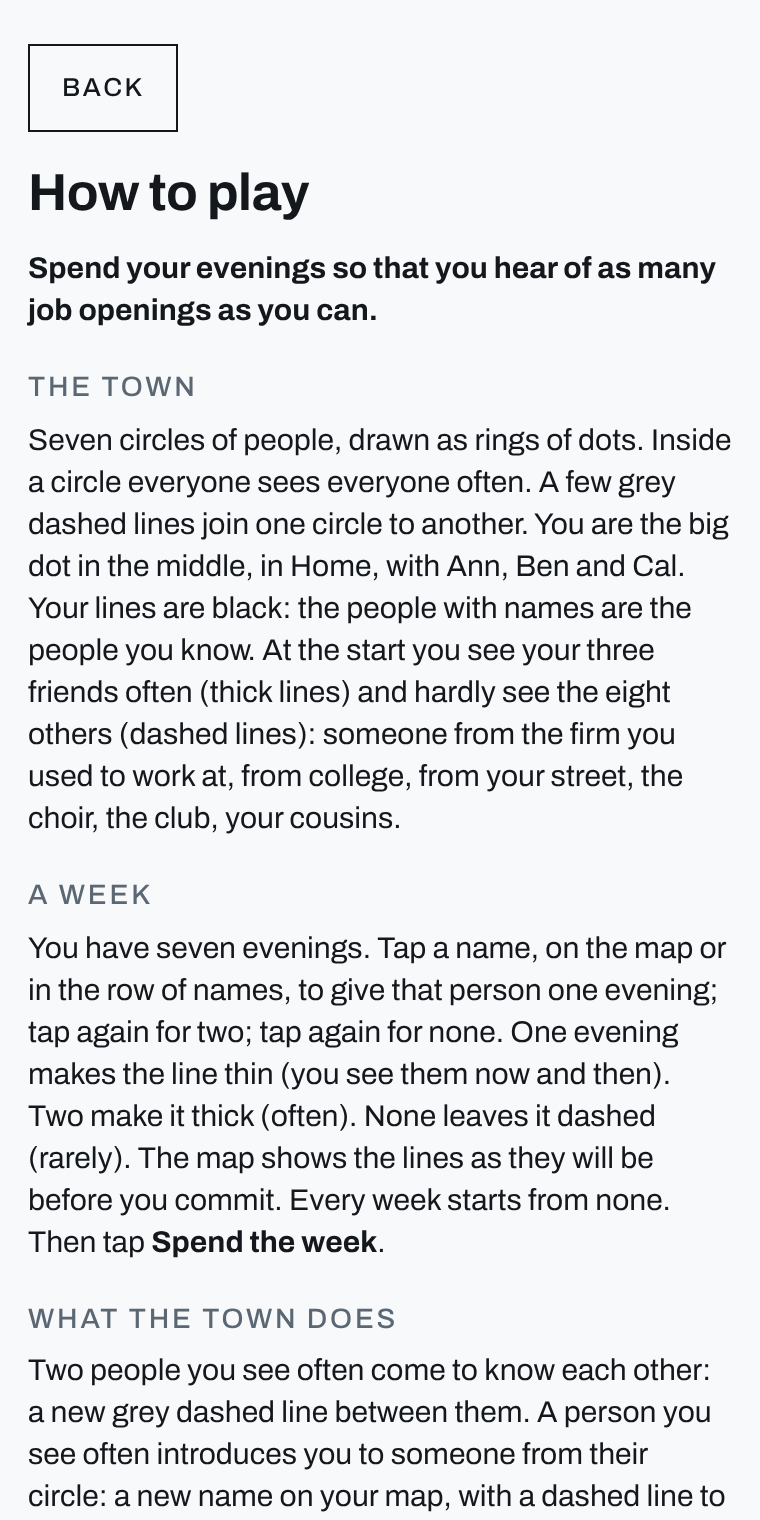 BACK
How to play
Spend your evenings so that you hear of as many
job openings as you can.
THE TOWN
Seven circles of people, drawn as rings of dots. Inside
a circle everyone sees everyone often. A few grey
dashed lines join one circle to another. You are the big
dot in the middle, in Home, with Ann, Ben and Cal.
Your lines are black: the people with names are the
people you know. At the start you see your three
friends often (thick lines) and hardly see the eight
others (dashed lines): someone from the firm you
used to work at, from college, from your street, the
choir, the club, your cousins.
A WEEK
You have seven evenings. Tap a name, on the map or
in the row of names, to give that person one evening;
tap again for two; tap again for none. One evening
makes the line thin (you see them now and then).
Two make it thick (often). None leaves it dashed
(rarely). The map shows the lines as they will be
before you commit. Every week starts from none.
Then tap Spend the week.
WHAT THE TOWN DOES
Two people you see often come to know each other:
a new grey dashed line between them. A person you
see often introduces you to someone from their
circle: a new name on your map, with a dashed line to